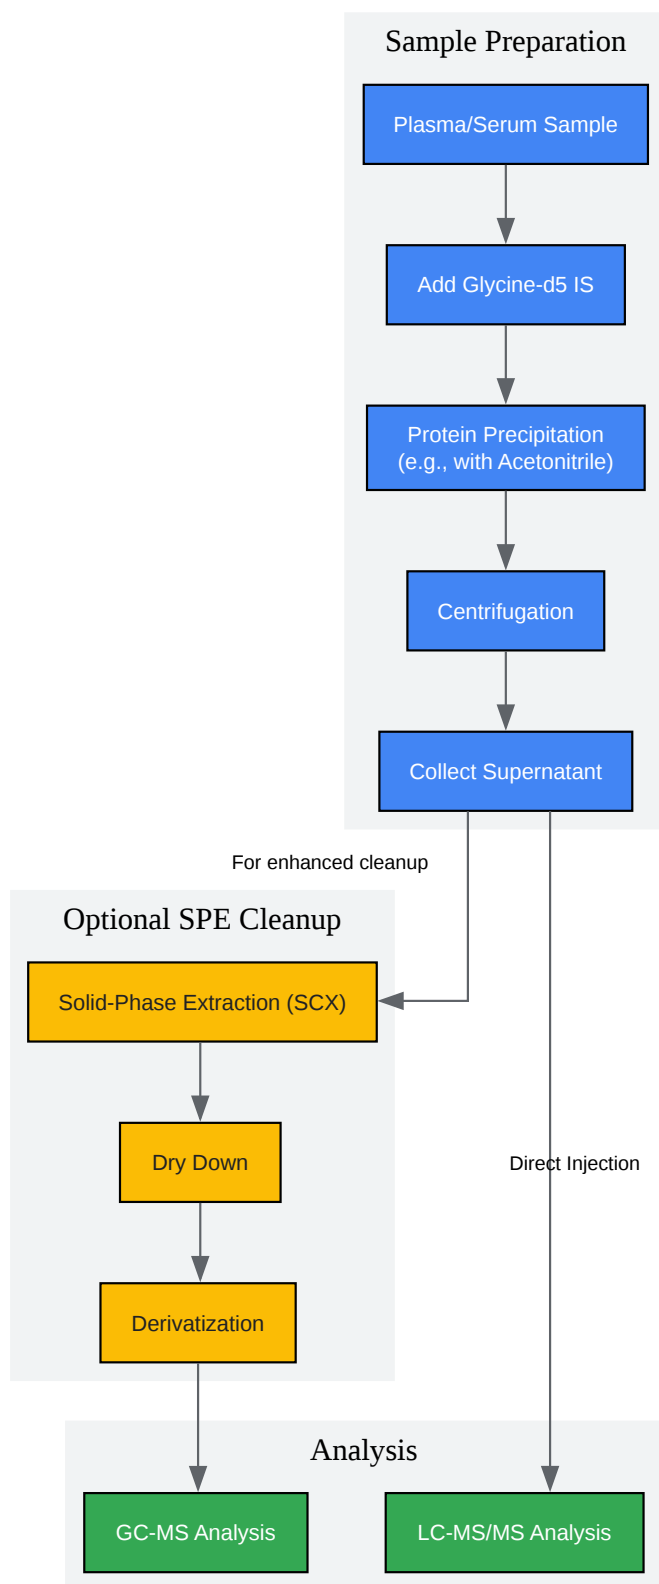 Sample Preparation
Plasma/Serum Sample
Add Glycine-d5 IS
Protein Precipitation
(e.g., with Acetonitrile)
Centrifugation
Collect Supernatant
For enhanced cleanup
Optional SPE Cleanup
Solid-Phase Extraction (SCX)
Dry Down
Direct Injection
Derivatization
Analysis
GC-MS Analysis
LC-MS/MS Analysis